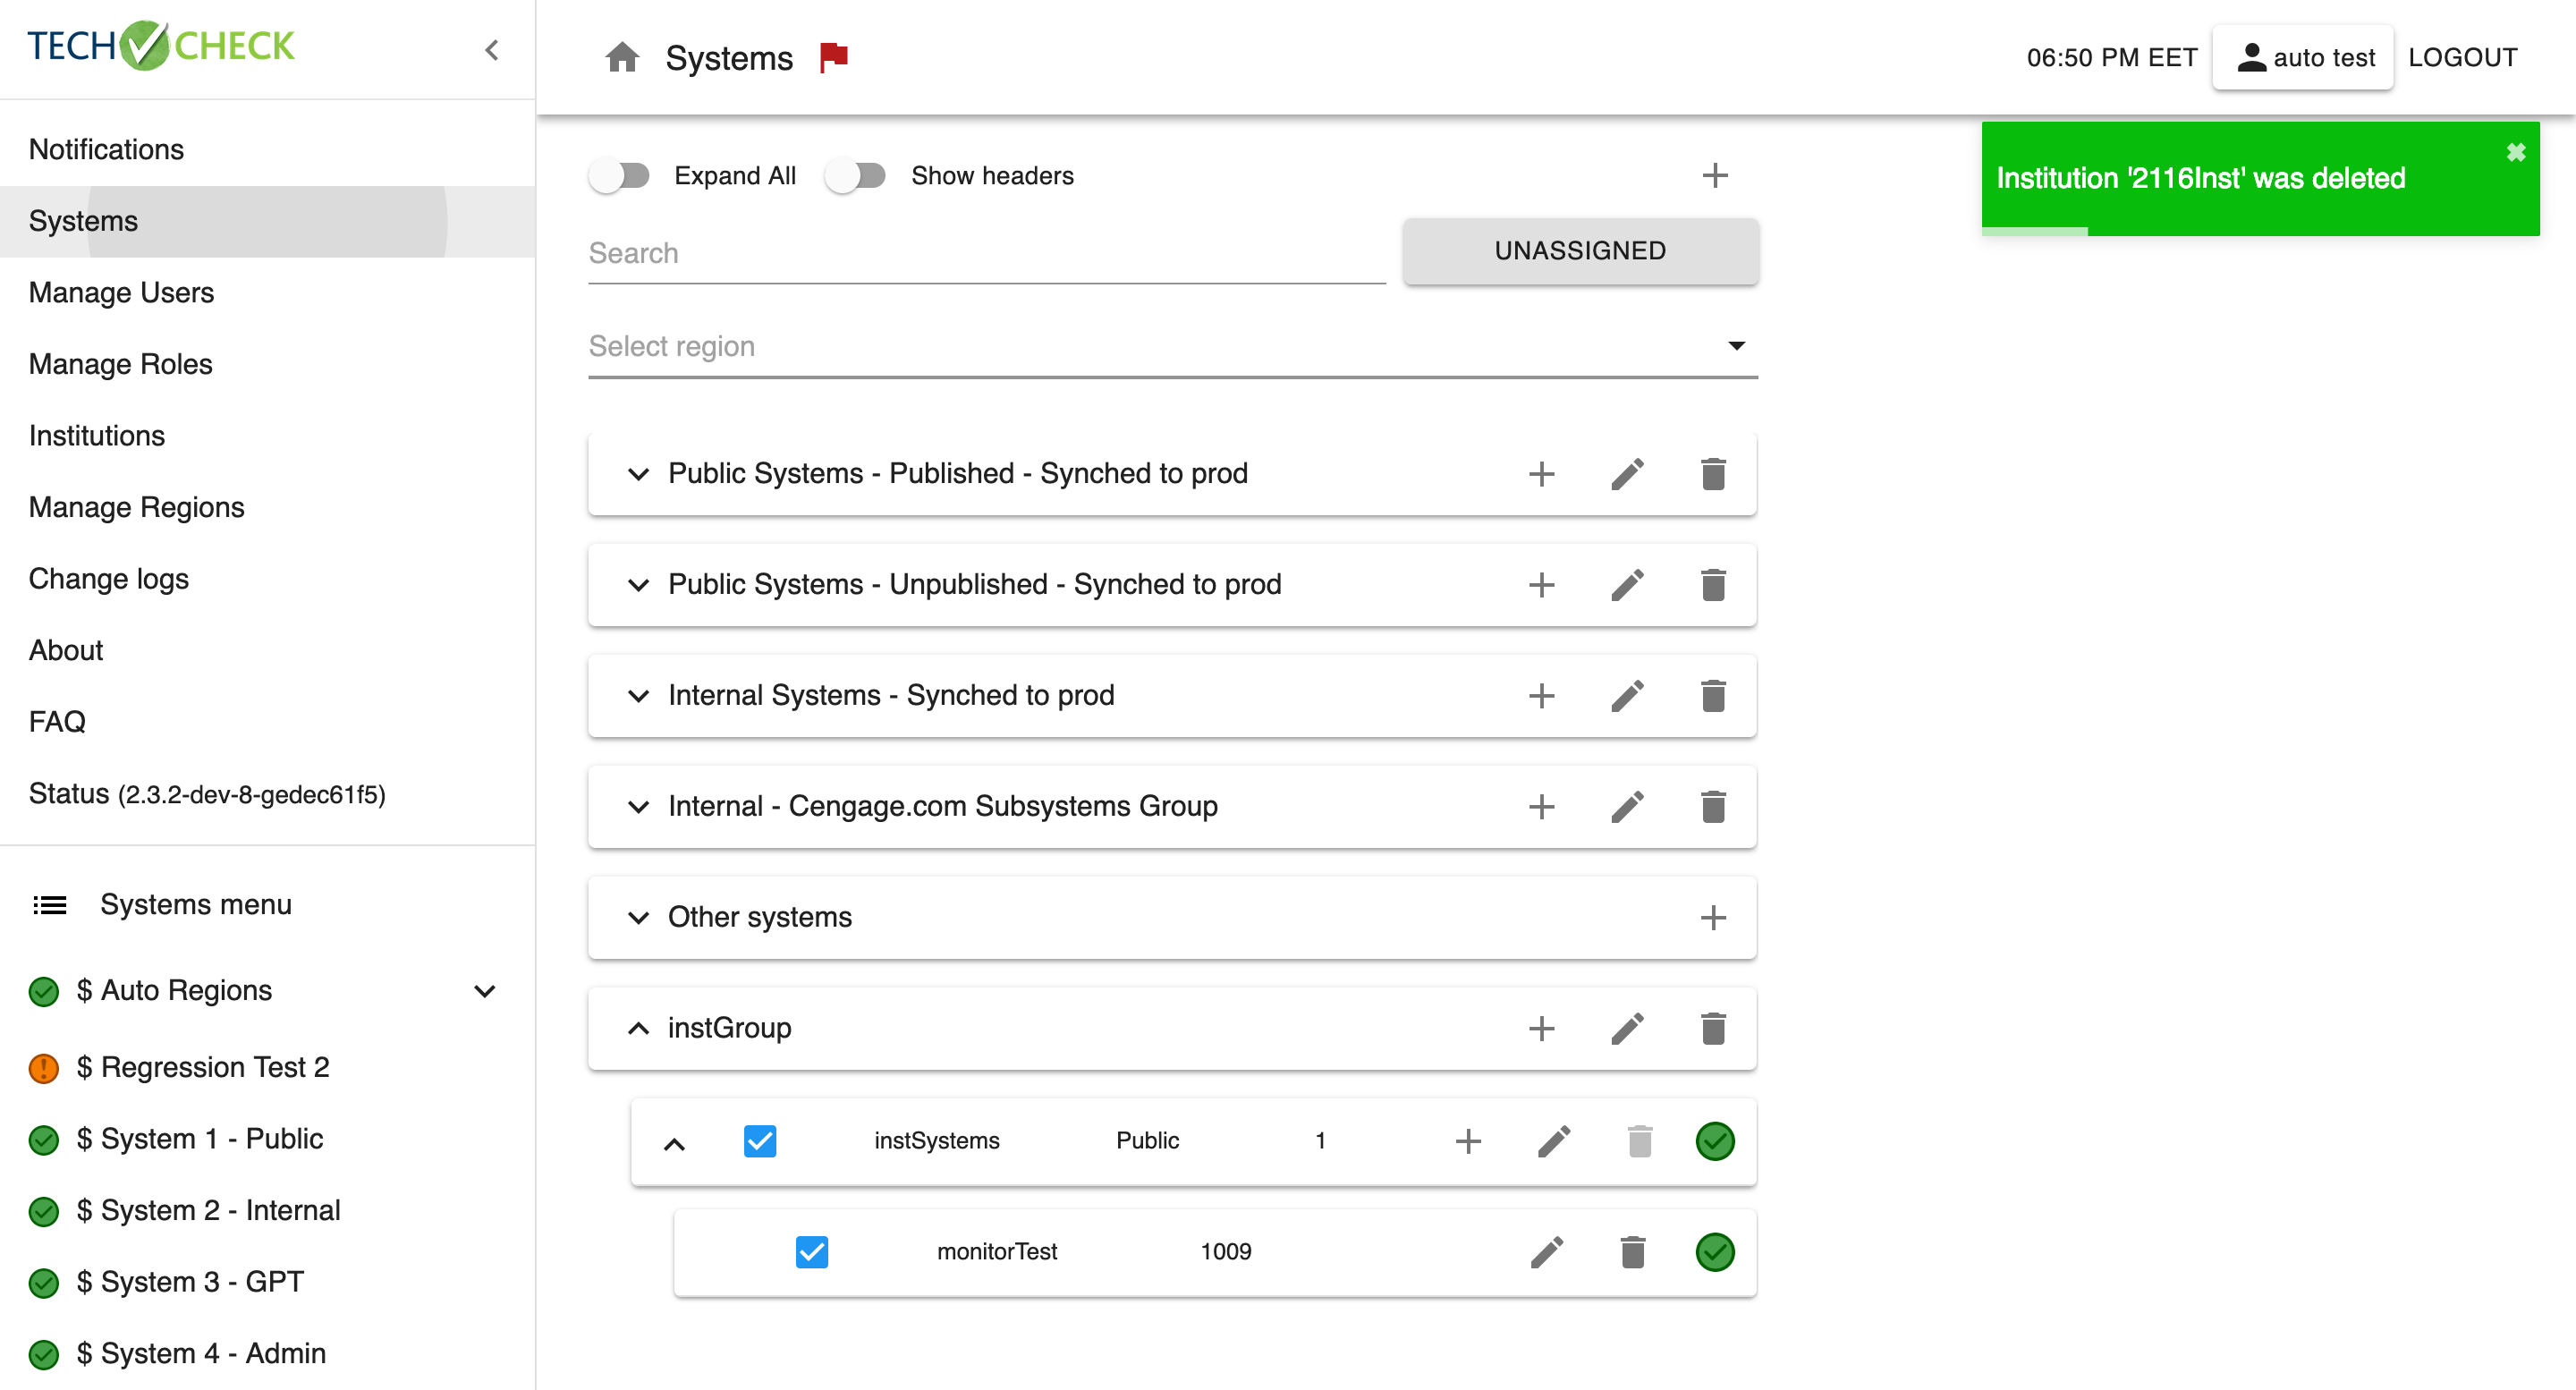 TECH CHECK
Notifications
Systems
Manage Users
Manage Roles
Institutions
Manage Regions
Change logs
About
FAQ
Status (2.3.2-dev-8-gedec61f5)
Systems menu
$ Auto Regions
$ Regression Test 2
$ System 1 - Public
$ System 2 - Internal
$ System 3 - GPT
$ System 4 - Admin
Systems
06:50 PM EET
auto test
LOGOUT
Institution '2116Inst' was deleted
Expand All
Show headers
Search
UNASSIGNED
Select region
Public Systems - Published - Synched to prod
Public Systems - Unpublished - Synched to prod
Internal Systems - Synched to prod
Internal - Cengage.com Subsystems Group
Other systems
instGroup
instSystems Public 1
monitorTest 1009